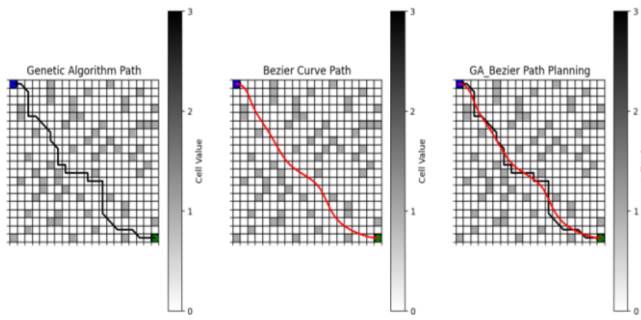 Genetic Algorithm Path
3
2
1
0
Cell Value
Bezier Curve Path
3
2
1
0
Cell Value
GA_Bezier Path Planning
3
2
1
0